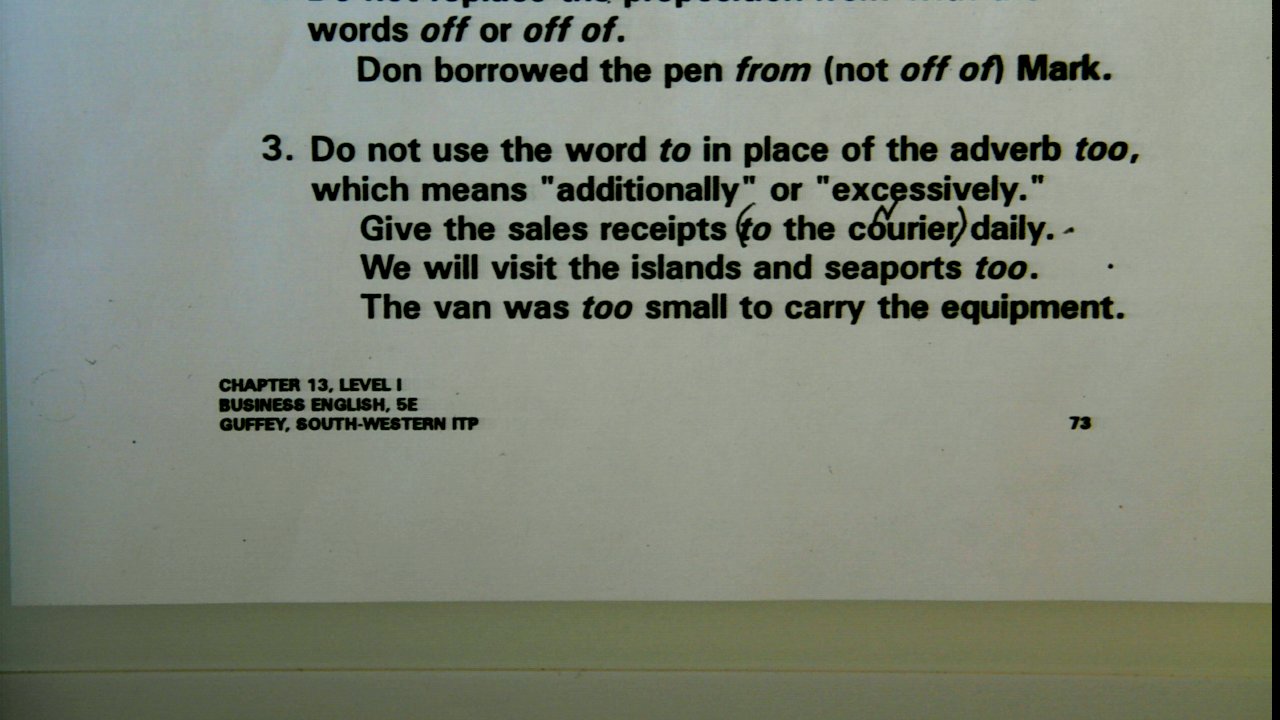 words off or off of.
Don borrowed the pen from (not off of) Mark.
3. Do not use the word to in place of the adverb too,
which means "additionally" or "excessively."
Give the sales receipts (to the courier) daily.
We will visit the islands and seaports too.
The van was too small to carry the equipment.
CHAPTER 13, LEVEL I
BUSINESS ENGLISH, 5E
GUFFEY, SOUTH-WESTERN ITP
73